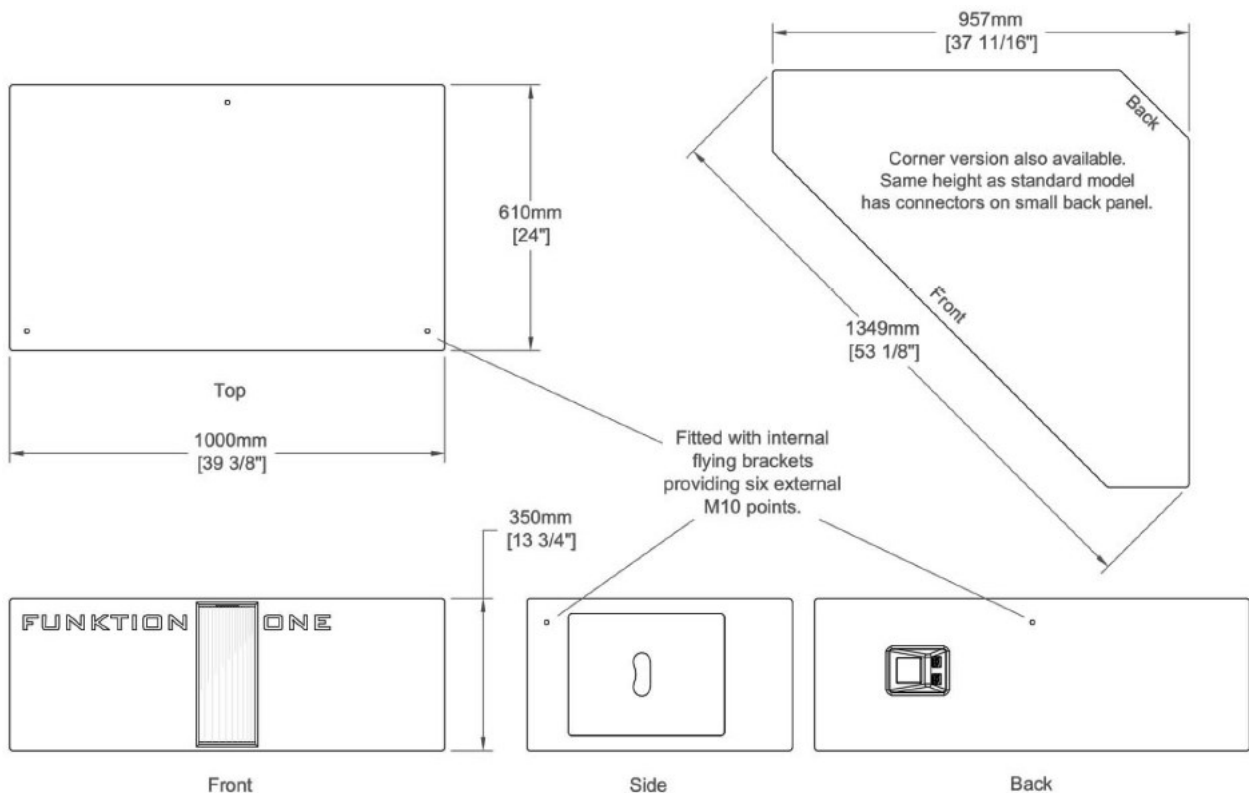 957mm
[37 11/16"]
Back
Corner version also available.
Same height as standard model
has connectors on small back panel.
610mm
[24"]
Front
1349mm
[53 1/8"]
Top
1000mm
[39 3/8"]
Fitted with internal
flying brackets
providing six external
M10 points.
350mm
[13 3/4"]
FUNKTION ONE
Front
Side
Back